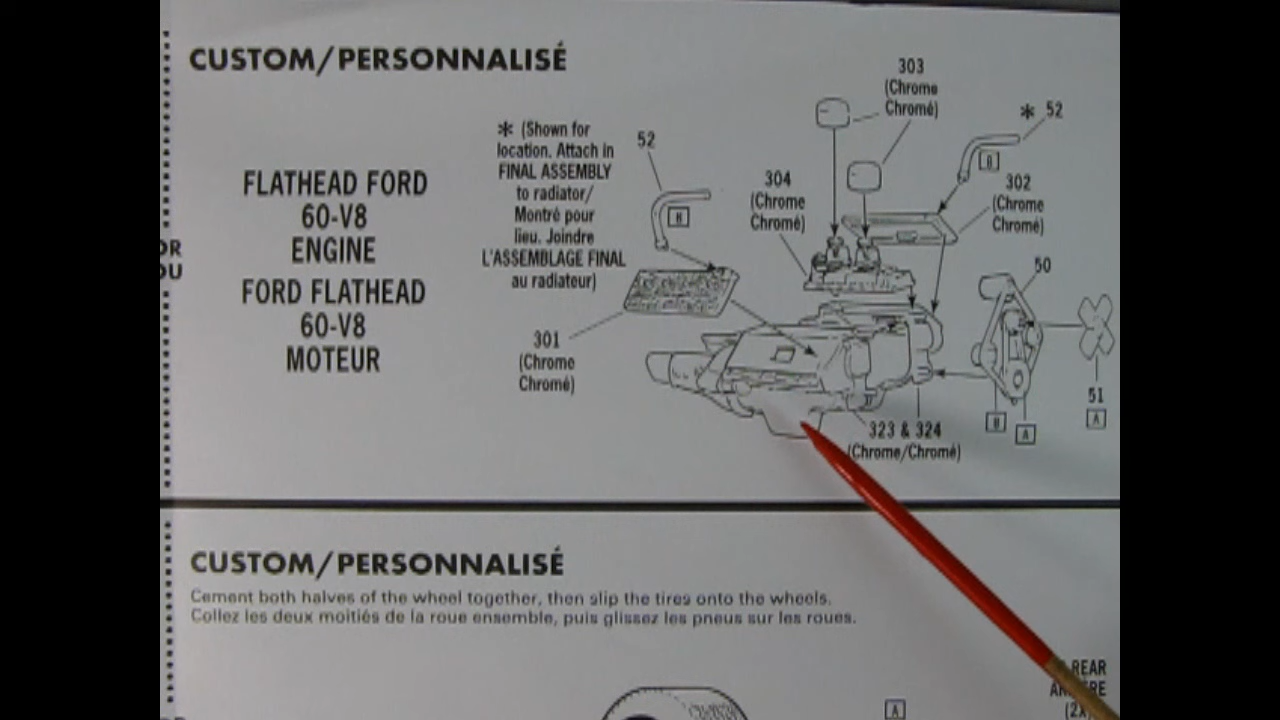 CUSTOM/PERSONNALISÉ
FLATHEAD FORD
60-V8
ENGINE
FORD FLATHEAD
60-V8
MOTEUR
OR
OU
* (Shown for
location. Attach in
FINAL ASSEMBLY
to radiator/
Montré pour
lieu. Joindre
L'ASSEMBLAGE FINAL
au radiateur)
52
B
301
(Chrome
Chromé)
303
(Chrome
Chromé)
304
(Chrome
Chromé)
* 52
B
302
(Chrome
Chromé)
50
51
A
B
A
323 & 324
(Chrome/Chromé)
CUSTOM/PERSONNALISÉ
Cement both halves of the wheel together, then slip the tires onto the wheels.
Collez les deux moitiés de la roue ensemble, puis glissez les pneus sur les roues.
REAR
(2X)
A